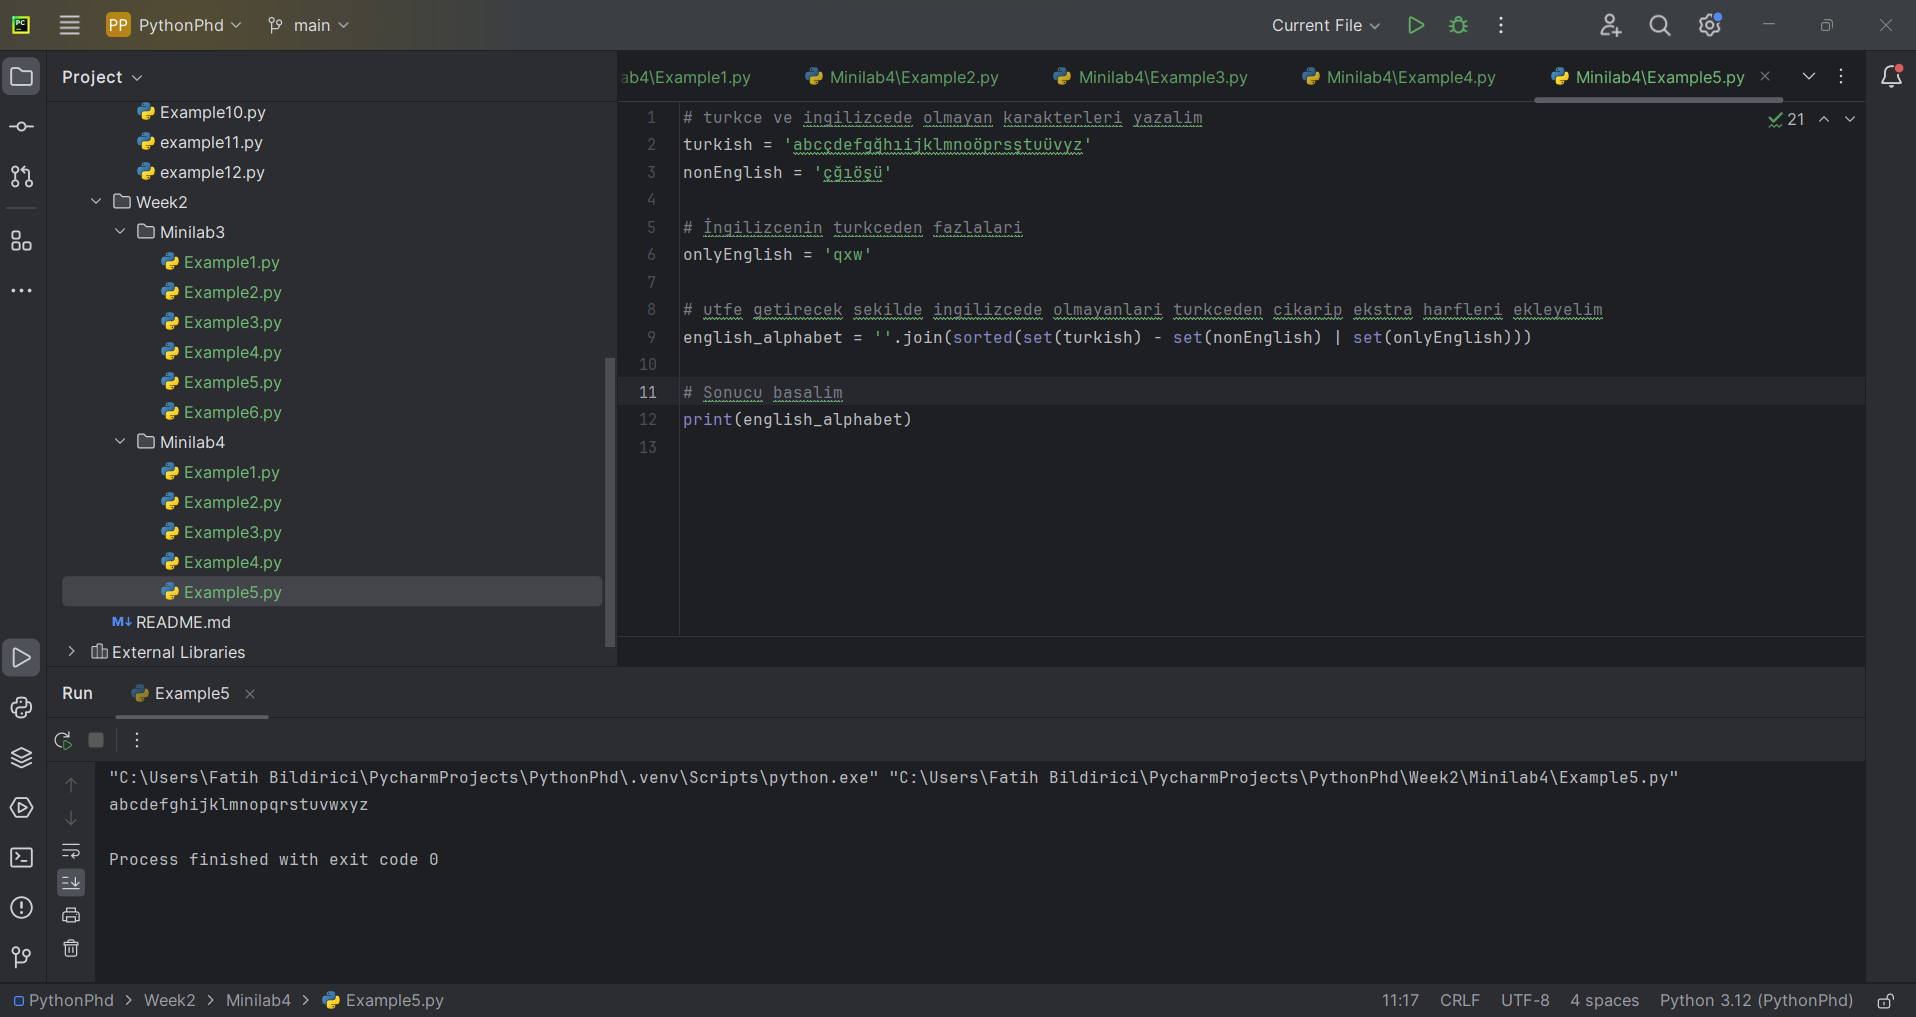 PC
PP PythonPhd main Current File
Project
ab4\Example1.py Minilab4\Example2.py Minilab4\Example3.py Minilab4\Example4.py Minilab4\Example5.py
Example10.py
example11.py
example12.py
Week2
Minilab3
Example1.py
Example2.py
Example3.py
Example4.py
Example5.py
Example6.py
Minilab4
Example1.py
Example2.py
Example3.py
Example4.py
Example5.py
M↓ README.md
External Libraries
21
1 # turkce ve ingilizcede olmayan karakterleri yazalim
2 turkish = 'abcçdefgğhıijklmnoöprsştuüvyz'
3 nonEnglish = 'çğıöşü'
4
5 # İngilizcenin turkceden fazlalari
6 onlyEnglish = 'qxw'
7
8 # utfe getirecek sekilde ingilizcede olmayanlari turkceden cikarip ekstra harfleri ekleyelim
9 english_alphabet = ''.join(sorted(set(turkish) - set(nonEnglish) | set(onlyEnglish)))
10
11 # Sonucu basalim
12 print(english_alphabet)
13
Run Example5
"C:\Users\Fatih Bildirici\PycharmProjects\PythonPhd\.venv\Scripts\python.exe" "C:\Users\Fatih Bildirici\PycharmProjects\PythonPhd\Week2\Minilab4\Example5.py"
abcdefghijklmnopqrstuvwxyz
Process finished with exit code 0
PythonPhd > Week2 > Minilab4 > Example5.py 11:17 CRLF UTF-8 4 spaces Python 3.12 (PythonPhd)